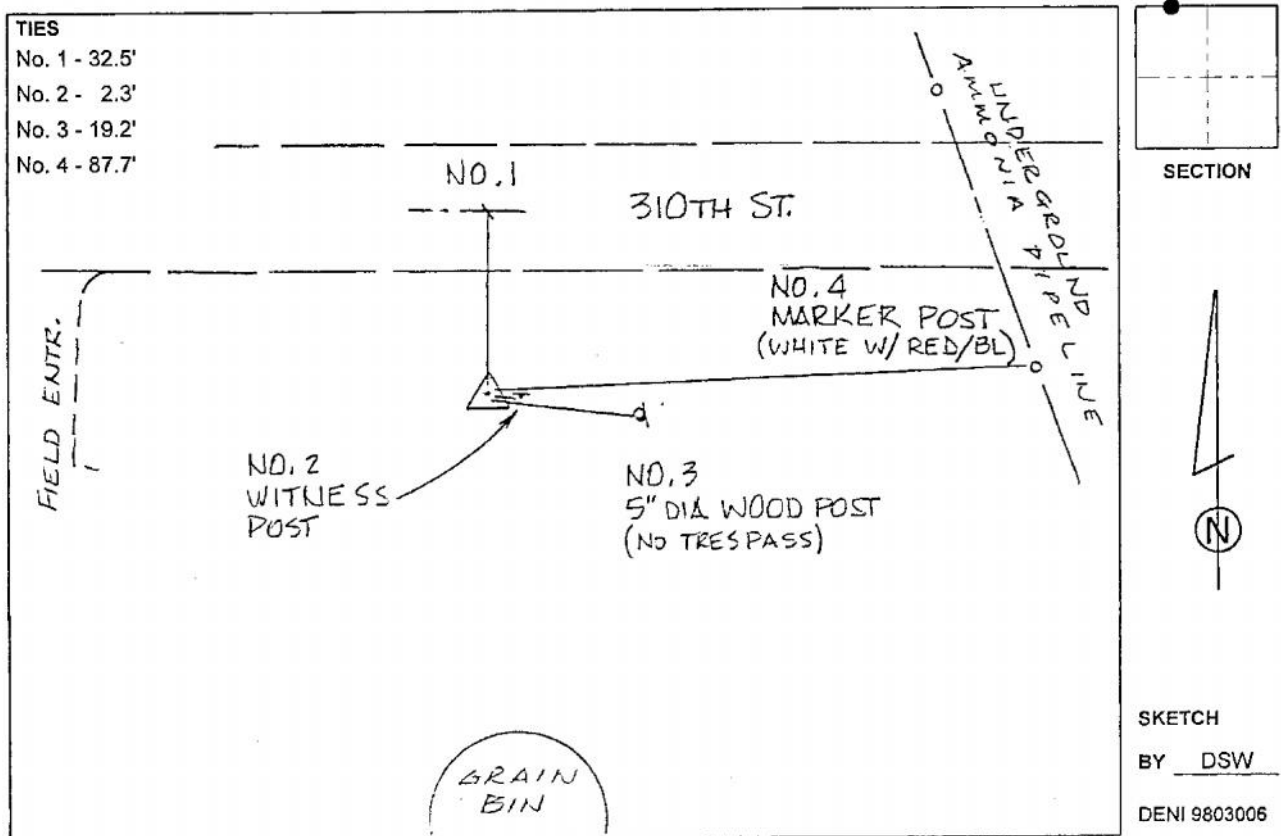 TIES
No. 1 - 32.5'
No. 2 - 2.3'
No. 3 - 19.2'
No. 4 - 87.7'
NO.1
310TH ST.
UNDERGROUND
AMMONIA PIPELINE
FIELD ENTR.
NO.4
MARKER POST
(WHITE W/ RED/BL)
NO. 2
WITNESS
POST
NO. 3
5" DIA WOOD POST
(NO TRESPASS)
GRAIN
BIN
SECTION
N
SKETCH
BY DSW
DENI 9803006